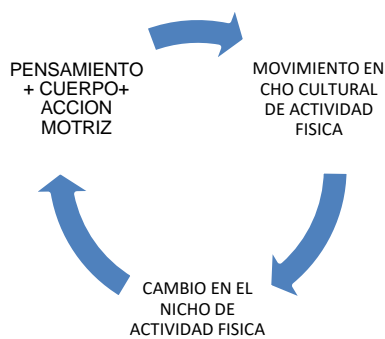 PENSAMIENTO
+ CUERPO+
ACCION
MOTRIZ
MOVIMIENTO EN
CHO CULTURAL
DE ACTIVIDAD
FISICA
CAMBIO EN EL
NICHO DE
ACTIVIDAD FISICA